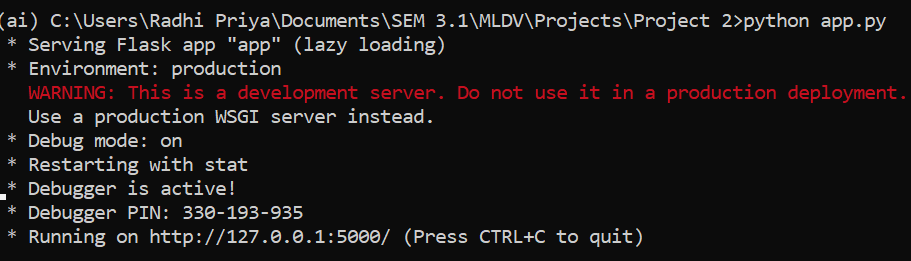 (ai) C:\Users\Radhi Priya\Documents\SEM 3.1\MLDV\Projects\Project 2>python app.py
* Serving Flask app "app" (lazy loading)
* Environment: production
WARNING: This is a development server. Do not use it in a production deployment.
Use a production WSGI server instead.
* Debug mode: on
* Restarting with stat
* Debugger is active!
* Debugger PIN: 330-193-935
* Running on http://127.0.0.1:5000/ (Press CTRL+C to quit)